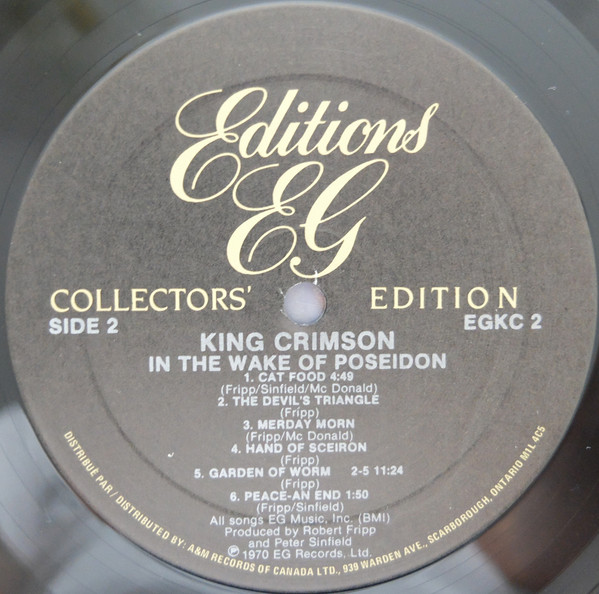 Editions
EG
COLLECTORS' EDITION
SIDE 2 EGKC 2
KING CRIMSON
IN THE WAKE OF POSEIDON
1. CAT FOOD 4:49
(Fripp/Sinfield/Mc Donald)
2. THE DEVIL'S TRIANGLE
(Fripp)
3. MERDAY MORN
(Fripp/Mc Donald)
4. HAND OF SCEIRON
(Fripp)
5. GARDEN OF WORM 2-5 11:24
(Fripp)
6. PEACE-AN END 1:50
(Fripp/Sinfield)
All songs EG Music, Inc. (BMI)
Produced by Robert Fripp
and Peter Sinfield
℗ 1970 EG Records, Ltd.
DISTRIBUÉ PAR / DISTRIBUTED BY: A&M RECORDS OF CANADA LTD., 939 WARDEN AVE., SCARBOROUGH, ONTARIO M1L 4C5